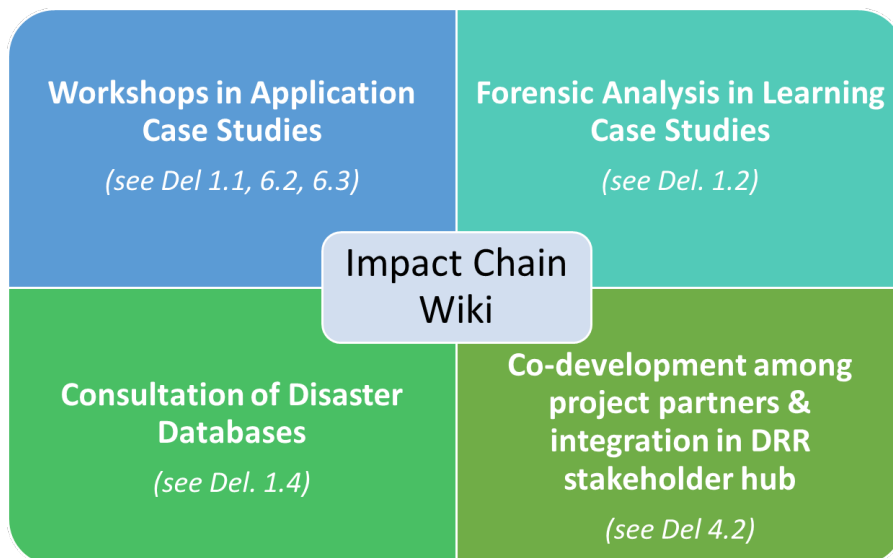 Workshops in Application
Case Studies
(see Del 1.1, 6.2, 6.3)
Forensic Analysis in Learning
Case Studies
(see Del. 1.2)
Impact Chain
Wiki
Consultation of Disaster
Databases
(see Del. 1.4)
Co-development among
project partners &
integration in DRR
stakeholder hub
(see Del 4.2)